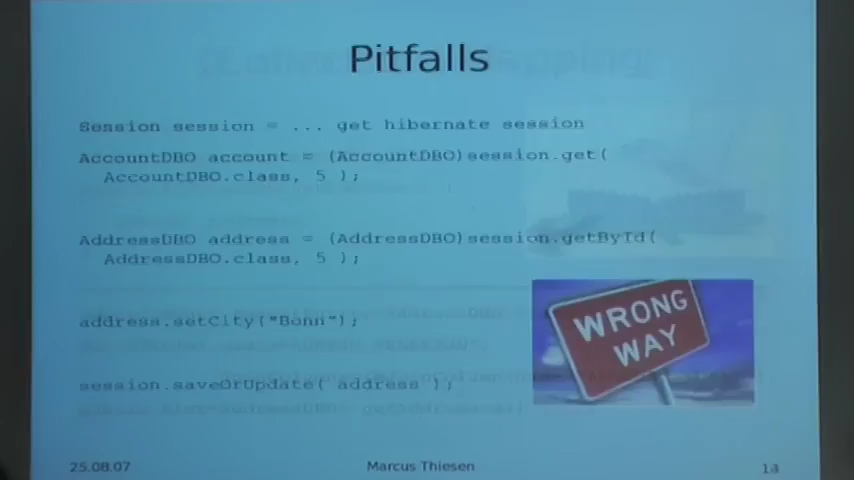 Pitfalls
Session session = ... get hibernate session
AccountDBO account = (AccountDBO)session.get(
AccountDBO.class, 5 );
AddressDBO address = (AddressDBO)session.getById(
AddressDBO.class, 5 );
address.setCity("Bonn");
WRONG
WAY
session.saveOrUpdate( address );
25.08.07
Marcus Thiesen